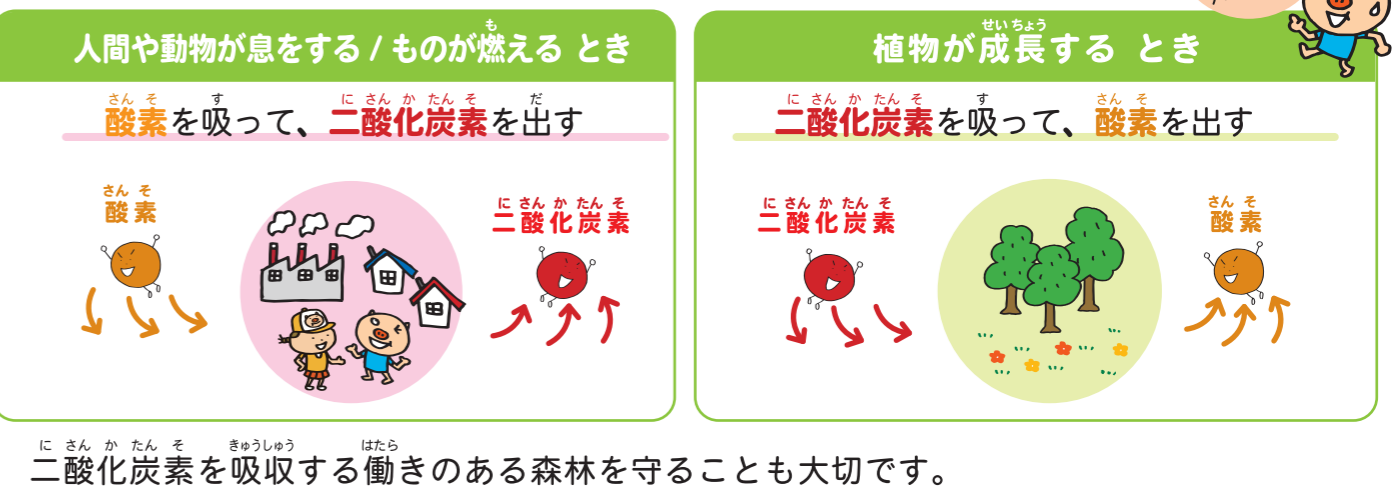 人間や動物が息をする / ものが燃える とき
酸素を吸って、二酸化炭素を出す
酸素
二酸化炭素
植物が成長する とき
二酸化炭素を吸って、酸素を出す
二酸化炭素
酸素
二酸化炭素を吸収する働きのある森林を守ることも大切です。